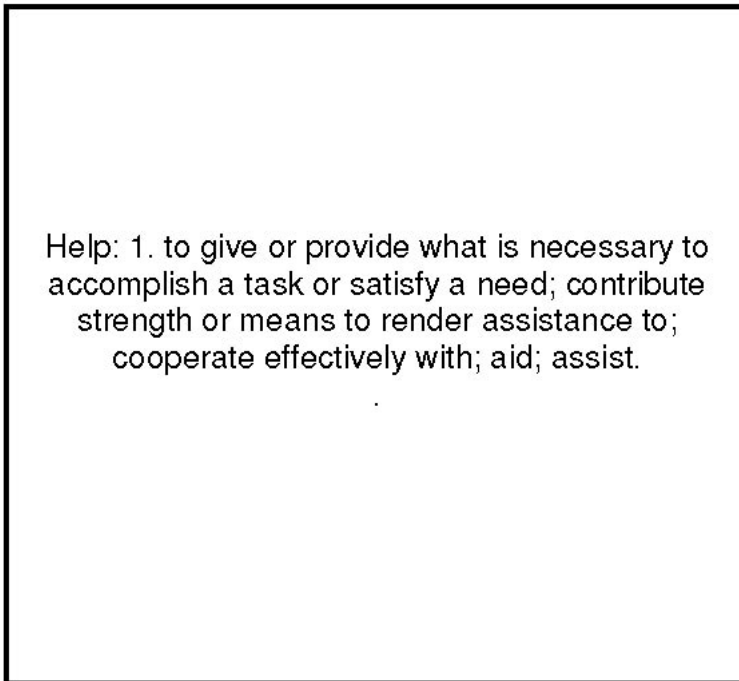 Help: 1. to give or provide what is necessary to
accomplish a task or satisfy a need; contribute
strength or means to render assistance to;
cooperate effectively with; aid; assist.
.